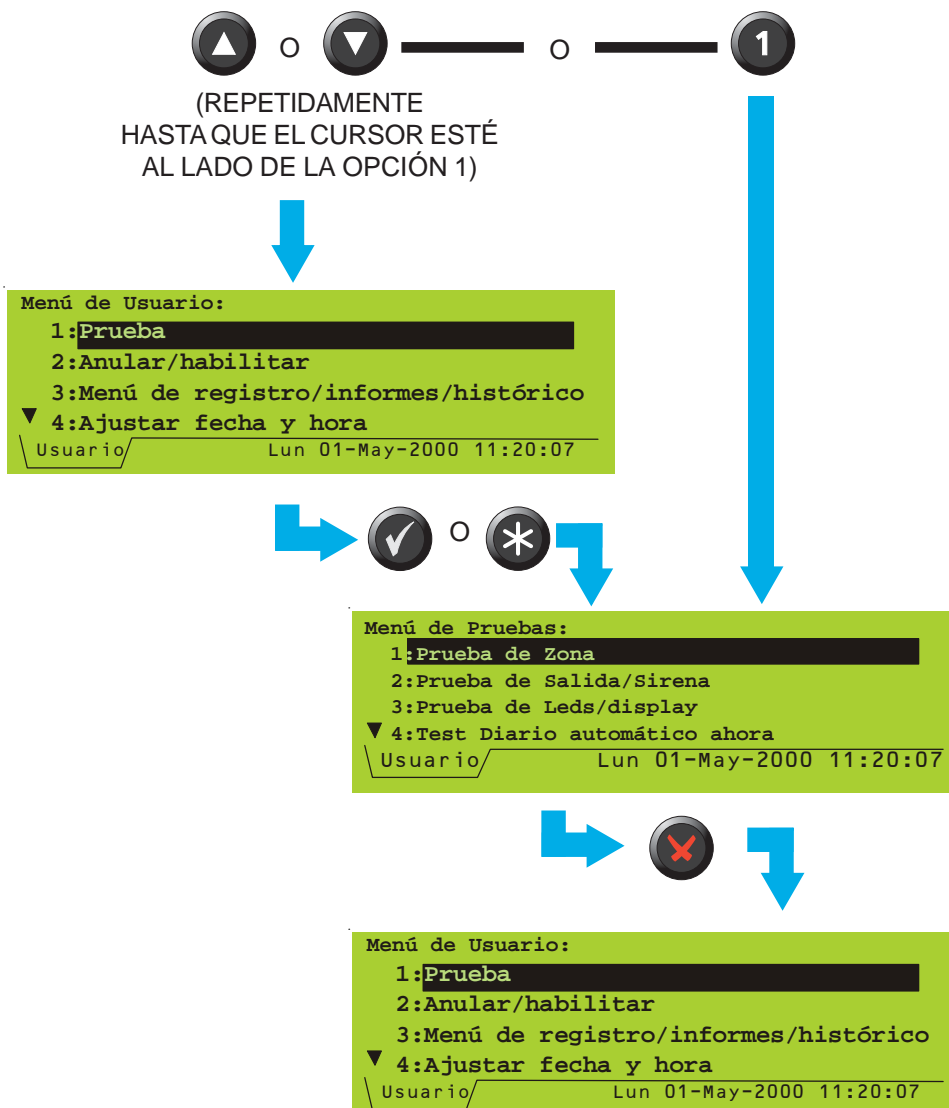 O O 1
(REPETIDAMENTE
HASTA QUE EL CURSOR ESTÉ
AL LADO DE LA OPCIÓN 1)
Menú de Usuario:
1:Prueba
2:Anular/habilitar
3:Menú de registro/informes/histórico
4:Ajustar fecha y hora
Usuario Lun 01-May-2000 11:20:07
O
Menú de Pruebas:
1:Prueba de Zona
2:Prueba de Salida/Sirena
3:Prueba de Leds/display
4:Test Diario automático ahora
Usuario Lun 01-May-2000 11:20:07
Menú de Usuario:
1:Prueba
2:Anular/habilitar
3:Menú de registro/informes/histórico
4:Ajustar fecha y hora
Usuario Lun 01-May-2000 11:20:07